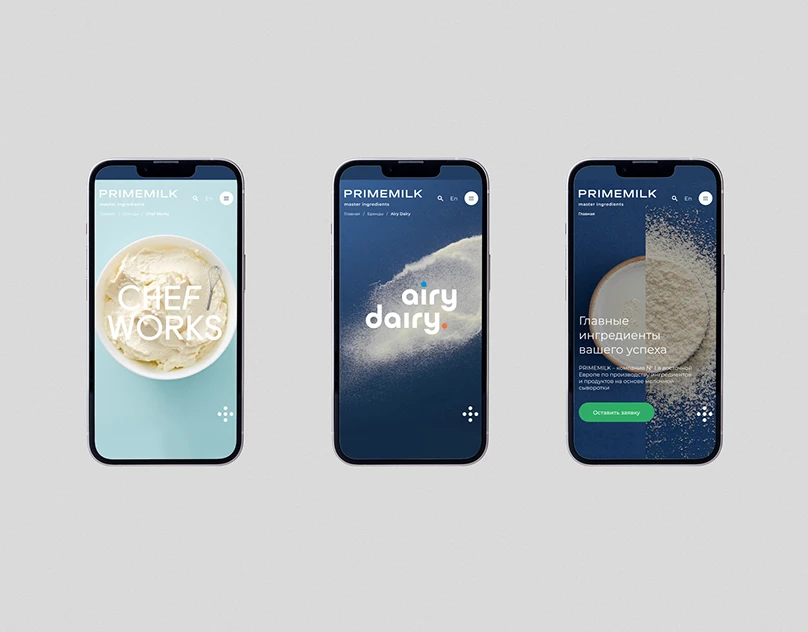 PRIMEMILK
master ingredients
En
Главная / Бренды / Chef Works
CHEF
WORKS
PRIMEMILK
master ingredients
En
Главная / Бренды / Airy Dairy
airy
dairy.
PRIMEMILK
master ingredients
En
Главная
Главные
ингредиенты
вашего успеха
PRIMEMILK – компания № 1 в восточной
Европе по производству ингредиентов
и продуктов на основе молочной
сыворотки
Оставить заявку